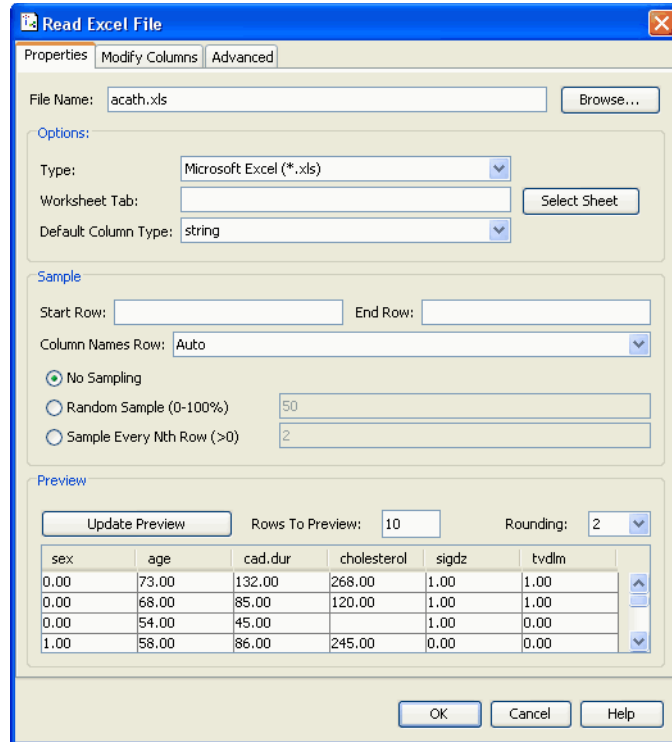 Read Excel File
Properties Modify Columns Advanced
File Name: acath.xls Browse...
Options:
Type: Microsoft Excel (*.xls)
Worksheet Tab: Select Sheet
Default Column Type: string
Sample
Start Row: End Row:
Column Names Row: Auto
No Sampling
Random Sample (0-100%) 50
Sample Every Nth Row (>0) 2
Preview
Update Preview Rows To Preview: 10 Rounding: 2
sex age cad.dur cholesterol sigdz tvdlm
0.00 73.00 132.00 268.00 1.00 1.00
0.00 68.00 85.00 120.00 1.00 1.00
0.00 54.00 45.00 1.00 0.00
1.00 58.00 86.00 245.00 0.00 0.00
OK Cancel Help